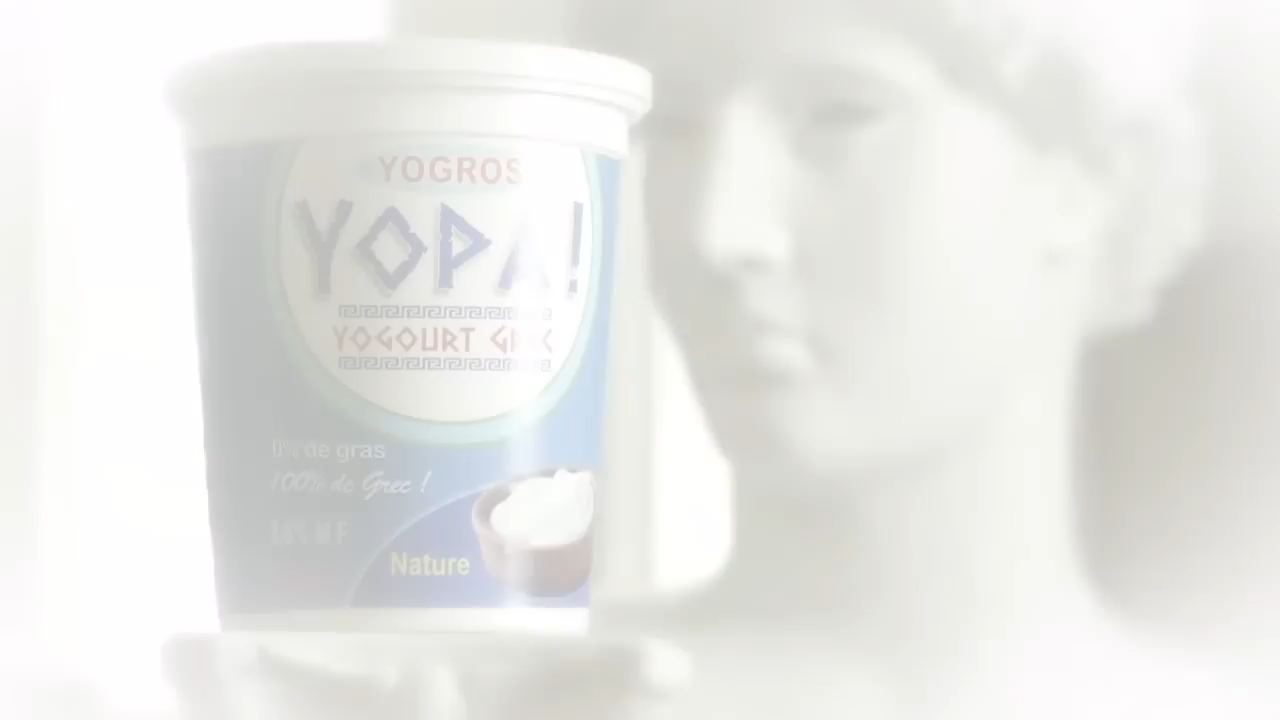 YOGROS
YOPA!
YOGOURT GREC
0% de gras
100% de Grec !
Nature